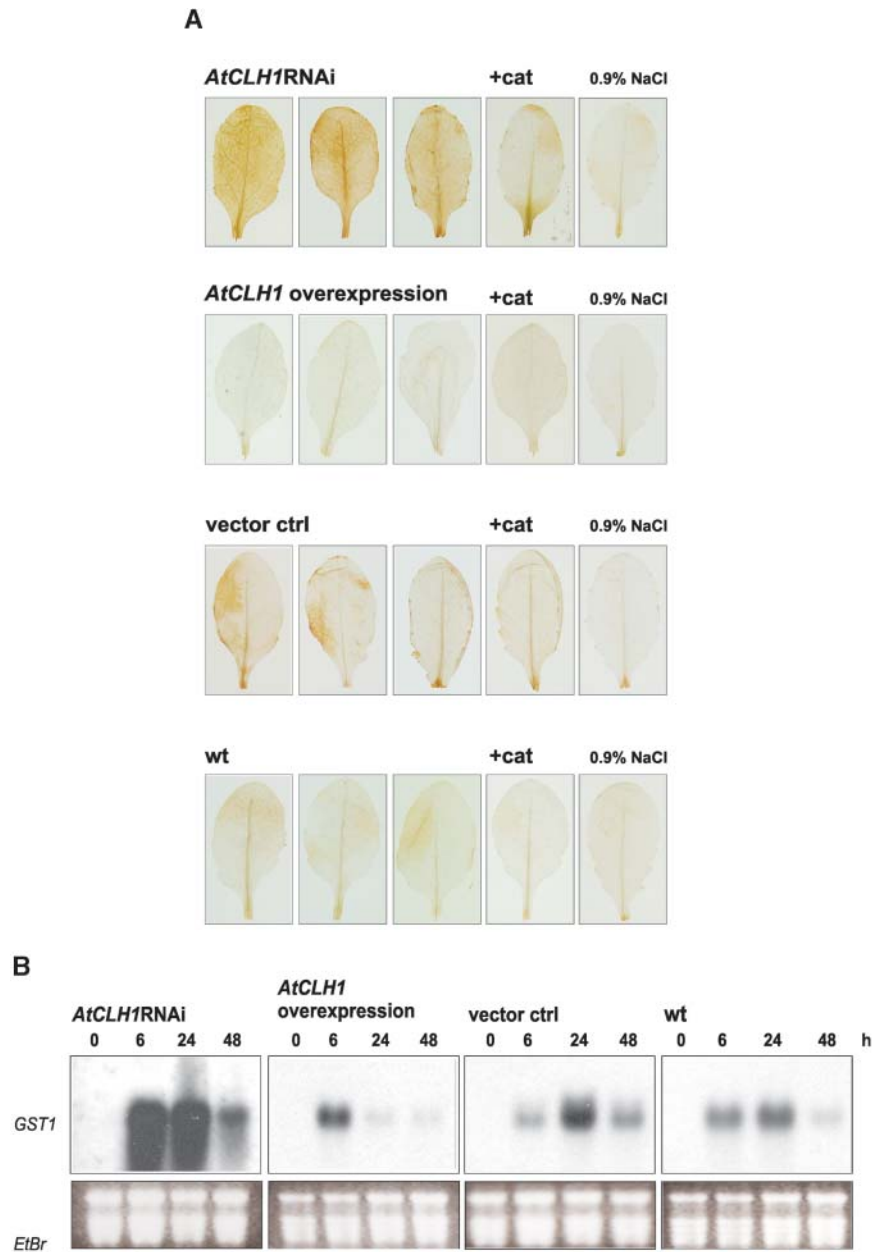 A
AtCLH1RNAi +cat 0.9% NaCl
AtCLH1 overexpression +cat 0.9% NaCl
vector ctrl +cat 0.9% NaCl
wt +cat 0.9% NaCl
B
AtCLH1RNAi AtCLH1 overexpression vector ctrl wt
0 6 24 48 0 6 24 48 0 6 24 48 0 6 24 48 h
GST1
EtBr